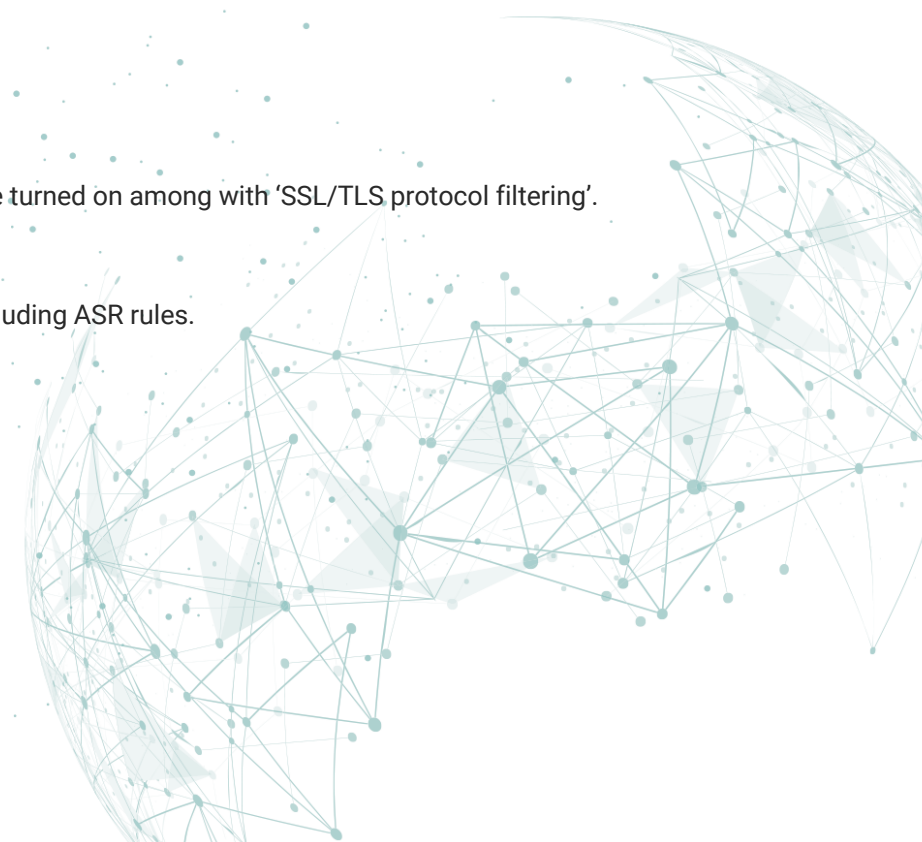 turned on among with ‘SSL/TLS protocol filtering’.
uding ASR rules.